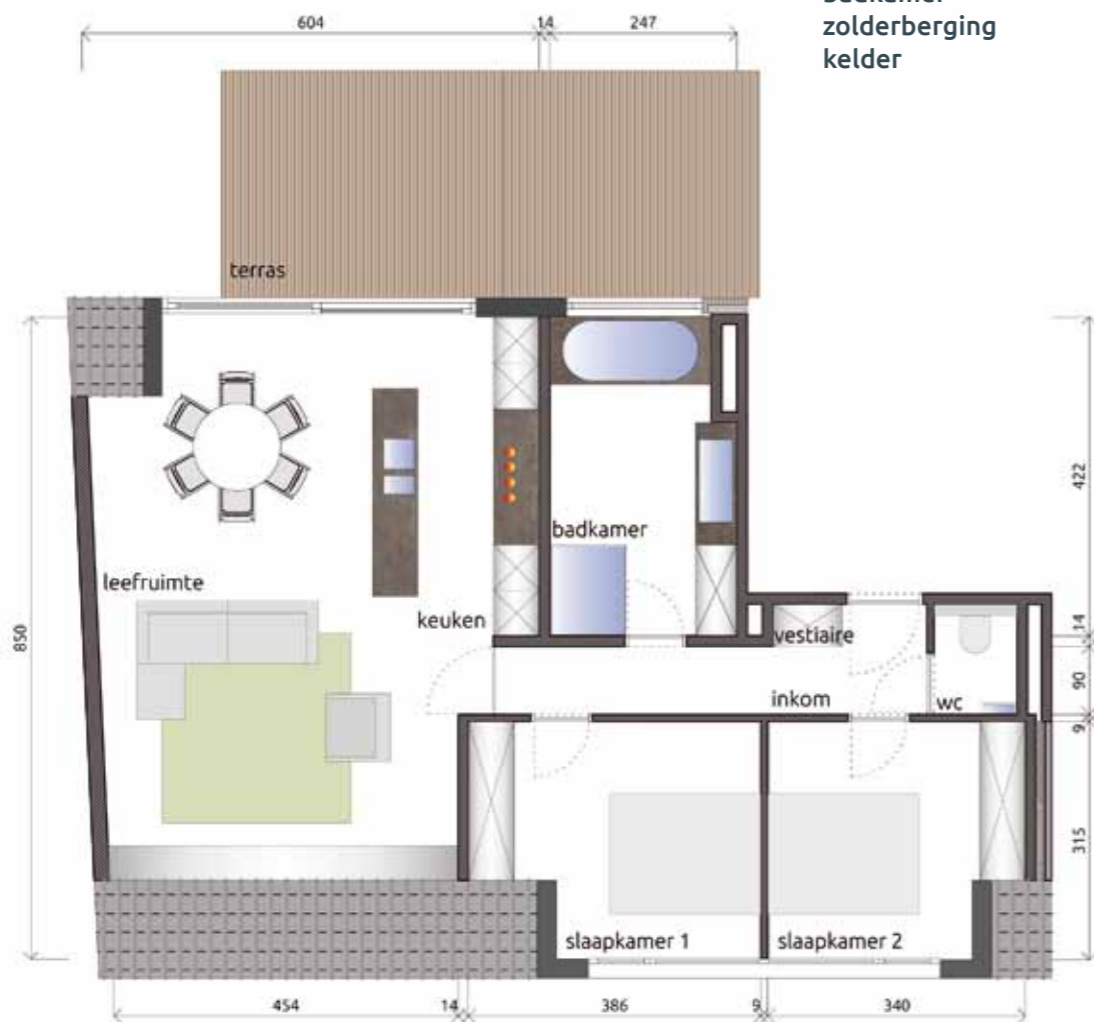 zolderberging
kelder
604
14
247
terras
850
422
14
90
9
315
badkamer
leefruimte
keuken
vestiaire
inkom
wc
slaapkamer 1
slaapkamer 2
454
14
386
9
340